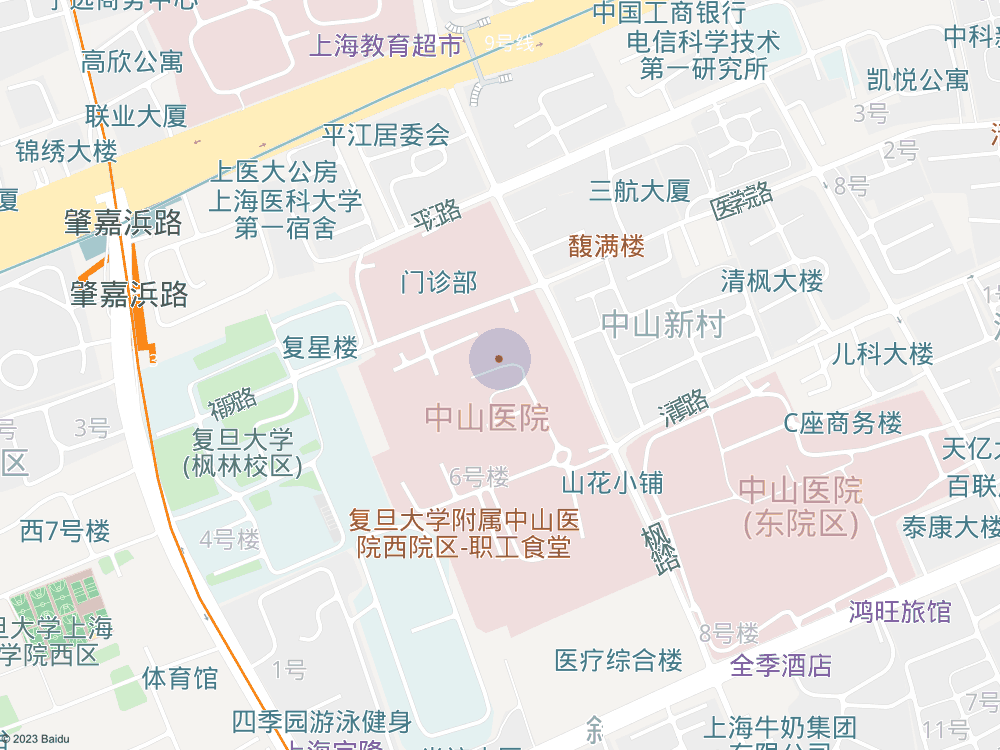 中国工商银行
上海教育超市
9号线
电信科学技术
第一研究所
高欣公寓
凯悦公寓
联业大厦
3号
平江居委会
锦绣大楼
2号
上医大公房
三航大厦
8号
上海医科大学
第一宿舍
平江路
医学院路
肇嘉浜路
馥满楼
门诊部
清枫大楼
肇嘉浜路
中山新村
复星楼
儿科大楼
清真路
中山医院
C座商务楼
3号
复旦大学
(枫林校区)
6号楼
山花小铺
中山医院
(东院区)
复旦大学附属中山医
院西院区-职工食堂
西7号楼
4号楼
枫林路
泰康大楼
鸿旺旅馆
8号楼
医疗综合楼
全季酒店
体育馆
1号
四季园游泳健身
上海牛奶集团
11号
© 2023 Baidu